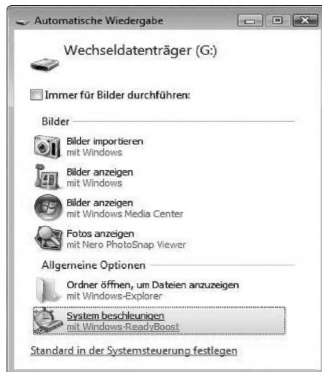 Automatische Wiedergabe
Wechseldatenträger (G:)
Immer für Bilder durchführen:
Bilder
Bilder importieren
mit Windows
Bilder anzeigen
mit Windows
Bilder anzeigen
mit Windows Media Center
Fotos anzeigen
mit Nero PhotoSnap Viewer
Allgemeine Optionen
Ordner öffnen, um Dateien anzuzeigen
mit Windows-Explorer
System beschleunigen
mit Windows-ReadyBoost
Standard in der Systemsteuerung festlegen